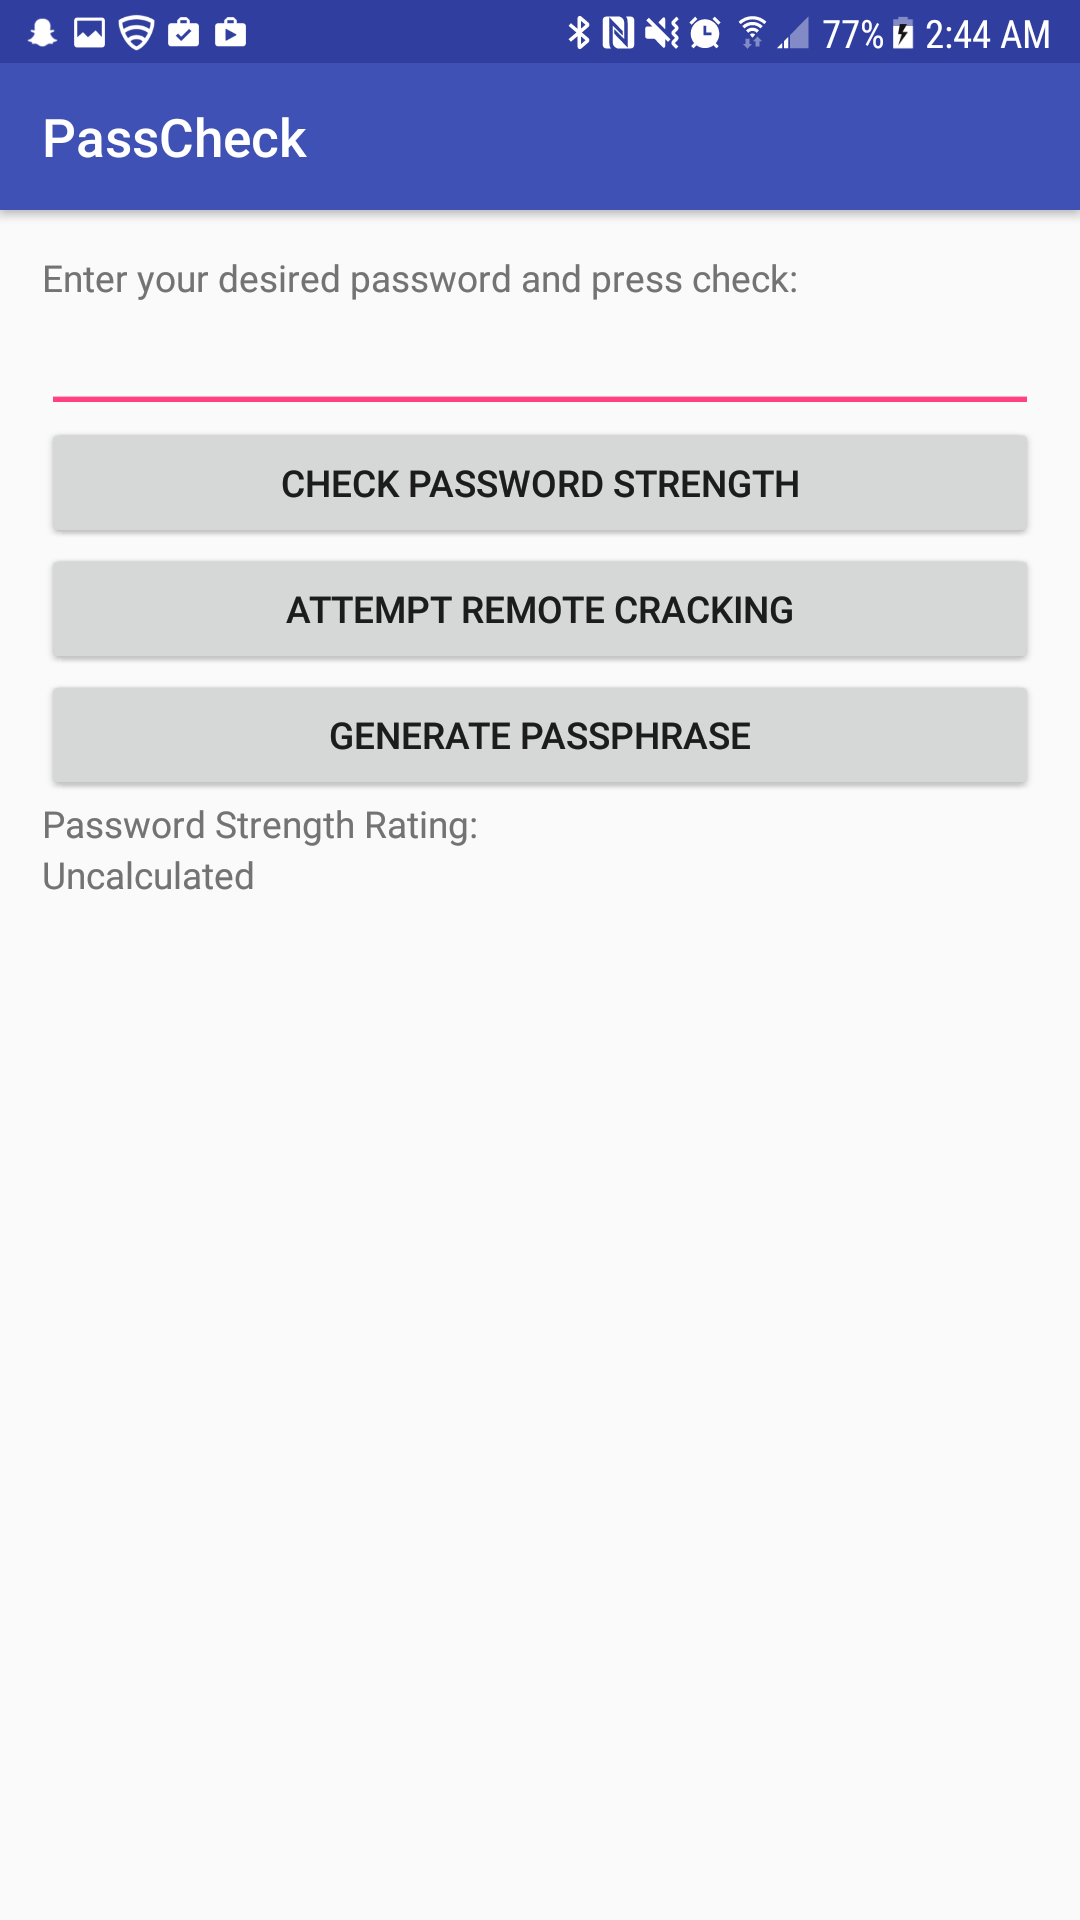 77% 2:44 AM
PassCheck
Enter your desired password and press check:
CHECK PASSWORD STRENGTH
ATTEMPT REMOTE CRACKING
GENERATE PASSPHRASE
Password Strength Rating:
Uncalculated